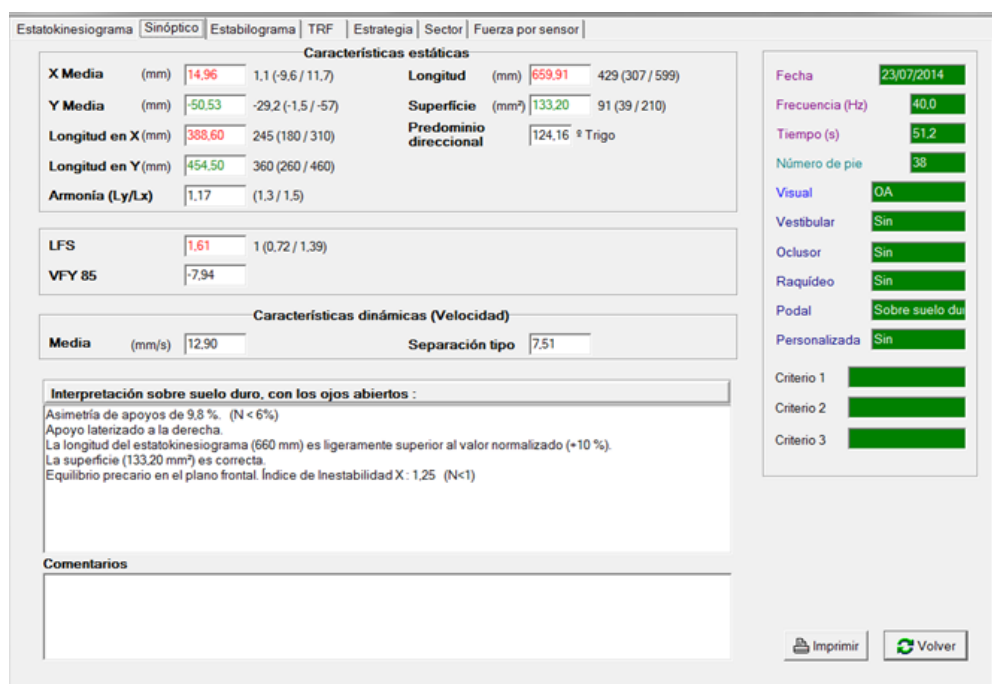 Estatokinesiograma Sinóptico Estabilograma TRF Estrategia Sector Fuerza por sensor
Características estáticas
X Media (mm) 14,96 1,1 (-9,6 / 11,7) Longitud (mm) 659,91 429 (307 / 599)
Y Media (mm) -50,53 -29,2 (-1,5 / -57) Superfície (mm²) 133,20 91 (39 / 210)
Longitud en X (mm) 388,60 245 (180 / 310) Predominio direccional 124,16 º Trigo
Longitud en Y (mm) 454,50 360 (260 / 460)
Armonía (Ly/Lx) 1,17 (1,3 / 1,5)
LFS 1,61 1 (0,72 / 1,39)
VFY 85 -7,94
Características dinámicas (Velocidad)
Media (mm/s) 12,90 Separación tipo 7,51
Interpretación sobre suelo duro, con los ojos abiertos :
Asimetría de apoyos de 9,8 %. (N < 6%)
Apoyo laterizado a la derecha.
La longitud del estatokinesiograma (660 mm) es ligeramente superior al valor normalizado (+10 %).
La superficie (133,20 mm²) es correcta.
Equilibrio precario en el plano frontal. Índice de Inestabilidad X : 1,25 (N<1)
Comentarios
Fecha 23/07/2014
Frecuencia (Hz) 40,0
Tiempo (s) 51,2
Número de pie 38
Visual OA
Vestibular Sin
Oclusor Sin
Raquídeo Sin
Podal Sobre suelo dur
Personalizada Sin
Criterio 1
Criterio 2
Criterio 3
Imprimir Volver